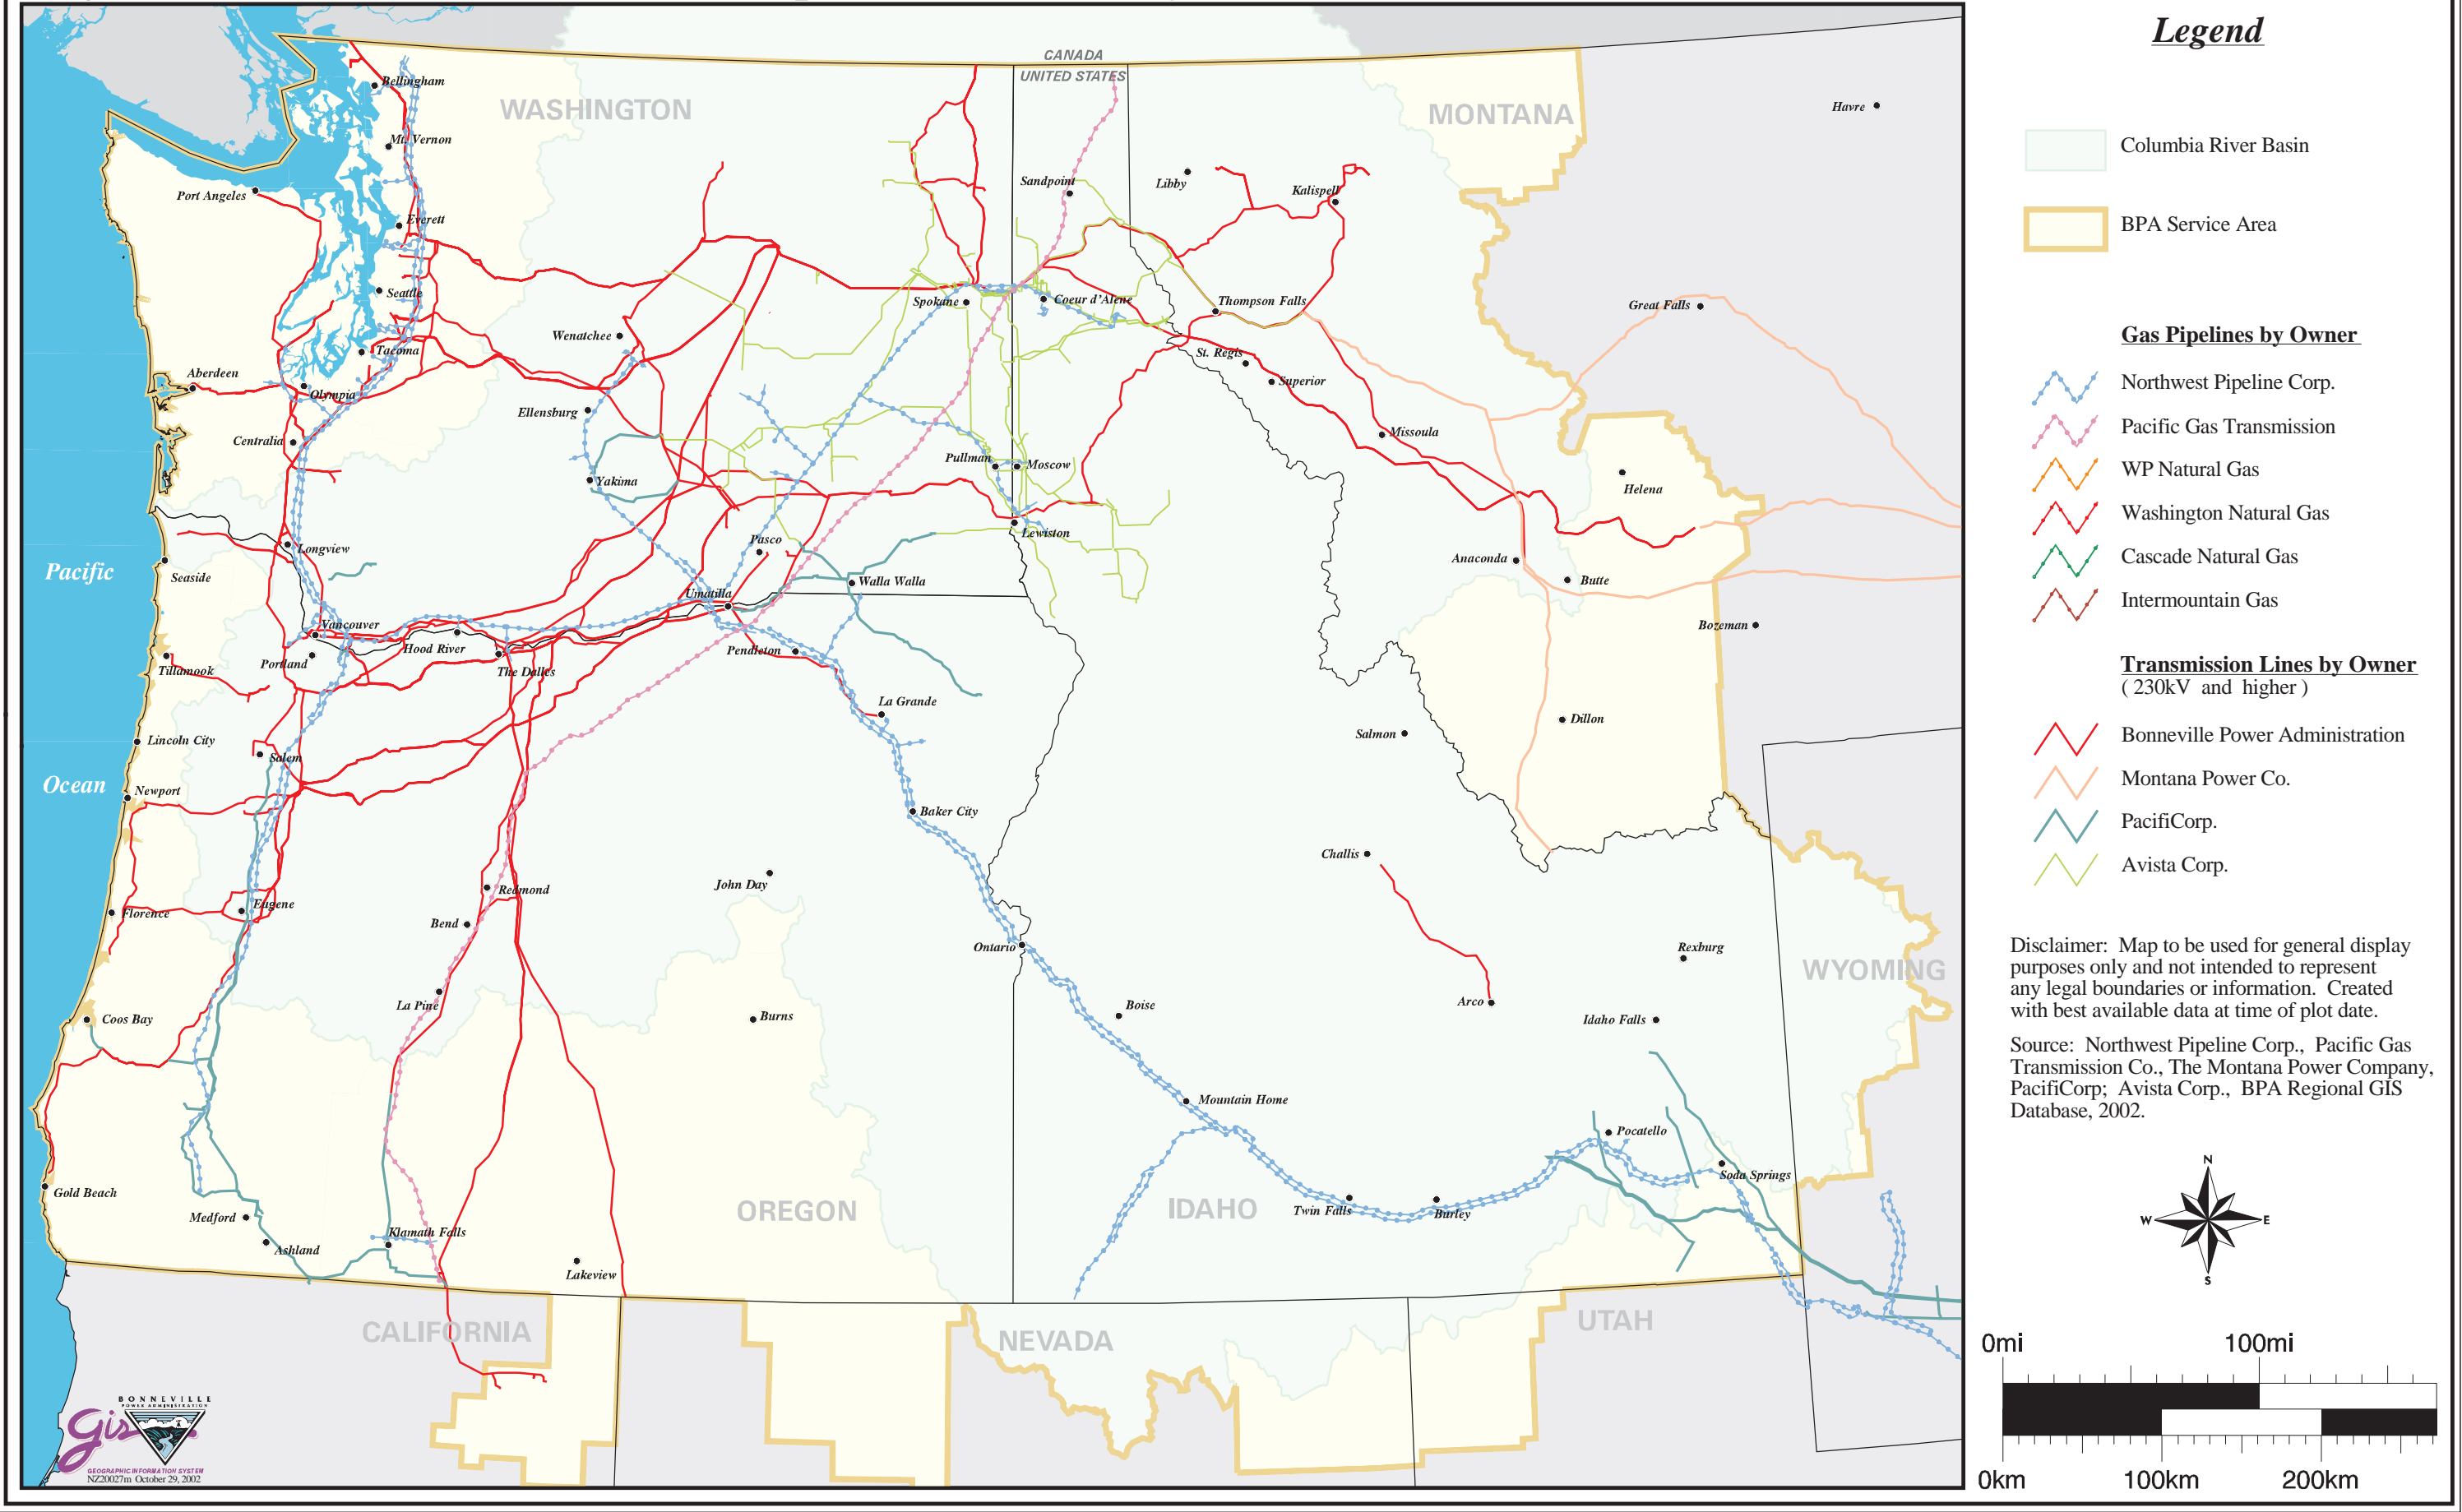 CANADA
UNITED STATES
WASHINGTON
MONTANA
Bellingham
Mt. Vernon
Port Angeles
Everett
Seattle
Tacoma
Aberdeen
Olympia
Centralia
Wenatchee
Ellensburg
Yakima
Spokane
Coeur d'Alene
Sandpoint
Libby
Kalispell
Havre
Thompson Falls
Great Falls
St. Regis
Superior
Missoula
Helena
Pullman
Moscow
Lewiston
Anaconda
Butte
Bozeman
Pasco
Walla Walla
Umatilla
Longview
Seaside
Pacific
Vancouver
Hood River
Portland
The Dalles
Tillamook
Pendleton
La Grande
Dillon
Salmon
Lincoln City
Salem
Ocean
Newport
Baker City
Challis
John Day
Redmond
Eugene
Florence
Bend
Ontario
Rexburg
WYOMING
La Pine
Burns
Boise
Arco
Idaho Falls
Coos Bay
Mountain Home
Pocatello
Soda Springs
Gold Beach
Medford
OREGON
IDAHO
Twin Falls
Burley
Klamath Falls
Ashland
Lakeview
CALIFORNIA
NEVADA
UTAH
BONNEVILLE
POWER ADMINISTRATION
Gis
GEOGRAPHIC INFORMATION SYSTEM
NZ20027m October 29, 2002
Legend
Columbia River Basin
BPA Service Area
Gas Pipelines by Owner
Northwest Pipeline Corp.
Pacific Gas Transmission
WP Natural Gas
Washington Natural Gas
Cascade Natural Gas
Intermountain Gas
Transmission Lines by Owner
( 230kV and higher )
Bonneville Power Administration
Montana Power Co.
PacifiCorp.
Avista Corp.
Disclaimer: Map to be used for general display
purposes only and not intended to represent
any legal boundaries or information. Created
with best available data at time of plot date.
Source: Northwest Pipeline Corp., Pacific Gas
Transmission Co., The Montana Power Company,
PacifiCorp; Avista Corp., BPA Regional GIS
Database, 2002.
N
W E
S
0mi 100mi
0km 100km 200km